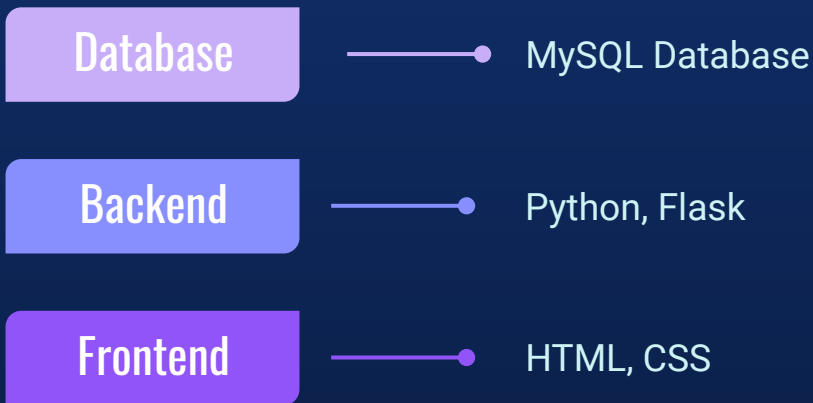 Database
MySQL Database
Backend
Python, Flask
Frontend
HTML, CSS